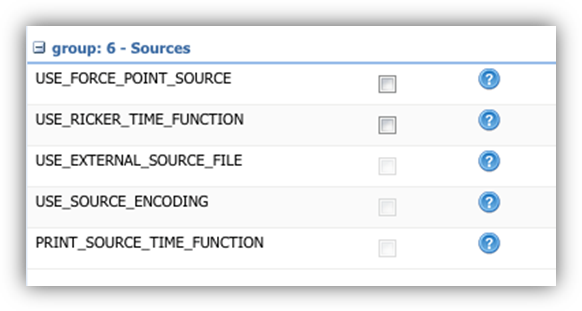 group: 6 - Sources
USE_FORCE_POINT_SOURCE
?
USE_RICKER_TIME_FUNCTION
?
USE_EXTERNAL_SOURCE_FILE
?
USE_SOURCE_ENCODING
?
PRINT_SOURCE_TIME_FUNCTION
?